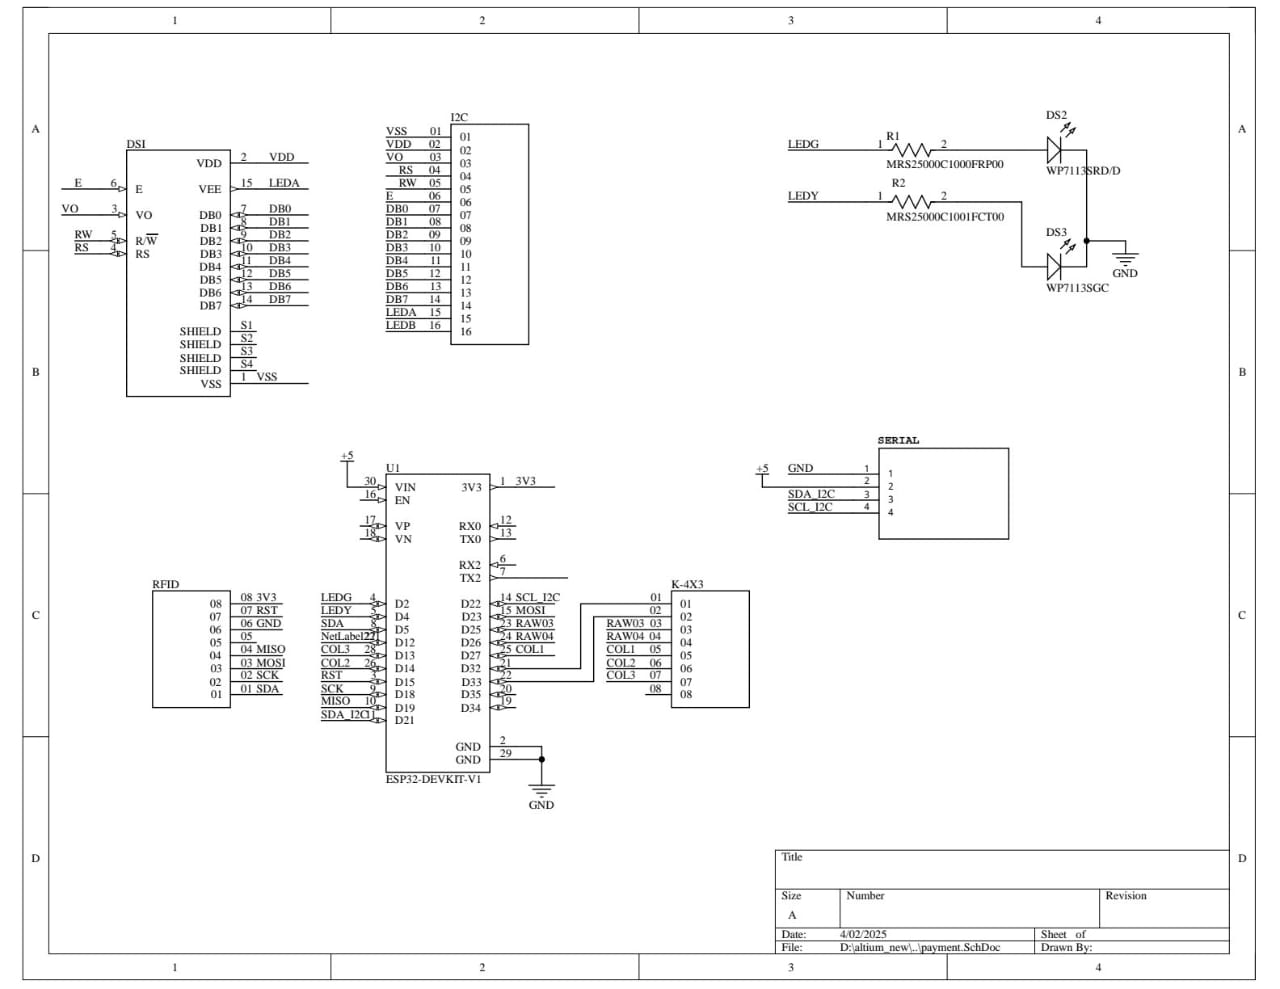 1 2 3 4
A A
B B
C C
D D
DSI
VDD 2 VDD
E 6 E
VEE 15 LEDA
VO 3 VO
DB0 7 DB0
DB1 8 DB1
RW 5 R/W
DB2 9 DB2
RS 4 RS
DB3 10 DB3
DB4 11 DB4
DB5 12 DB5
DB6 13 DB6
DB7 14 DB7
SHIELD S1
SHIELD S2
SHIELD S3
SHIELD S4
VSS 1 VSS
I2C
VSS 01 01
VDD 02 02
VO 03 03
RS 04 04
RW 05 05
E 06 06
DB0 07 07
DB1 08 08
DB2 09 09
DB3 10 10
DB4 11 11
DB5 12 12
DB6 13 13
DB7 14 14
LEDA 15 15
LEDB 16 16
LEDG 1 R1 2
MRS25000C1000FRP00
DS2
WP7113SRD/D
LEDY 1 R2 2
MRS25000C1001FCT00
DS3
WP7113SGC
GND
SERIAL
GND 1 1
+5 2 2
SDA_I2C 3 3
SCL_I2C 4 4
+5
U1
30 VIN 3V3 1 3V3
16 EN
17 VP RX0 12
18 VN TX0 13
RX2 6
TX2 7
LEDG 4 D2 D22 14 SCL_I2C
LEDY 5 D4 D23 15 MOSI
SDA 8 D5 D25 23 RAW03
NetLabel22 D12 D26 24 RAW04
COL3 28 D13 D27 25 COL1
COL2 26 D14 D32 21
RST 3 D15 D33 22
SCK 9 D18 D35 20
MISO 10 D19 D34 19
SDA_I2C11 D21
GND 2
GND 29
ESP32-DEVKIT-V1
GND
RFID
08 08 3V3
07 07 RST
06 06 GND
05 05
04 04 MISO
03 03 MOSI
02 02 SCK
01 01 SDA
K-4X3
01 01
02 02
RAW03 03 03
RAW04 04 04
COL1 05 05
COL2 06 06
COL3 07 07
08 08
Title
Size Number Revision
A
Date: 4/02/2025 Sheet of
File: D:\altium_new\..\payment.SchDoc Drawn By:
1 2 3 4